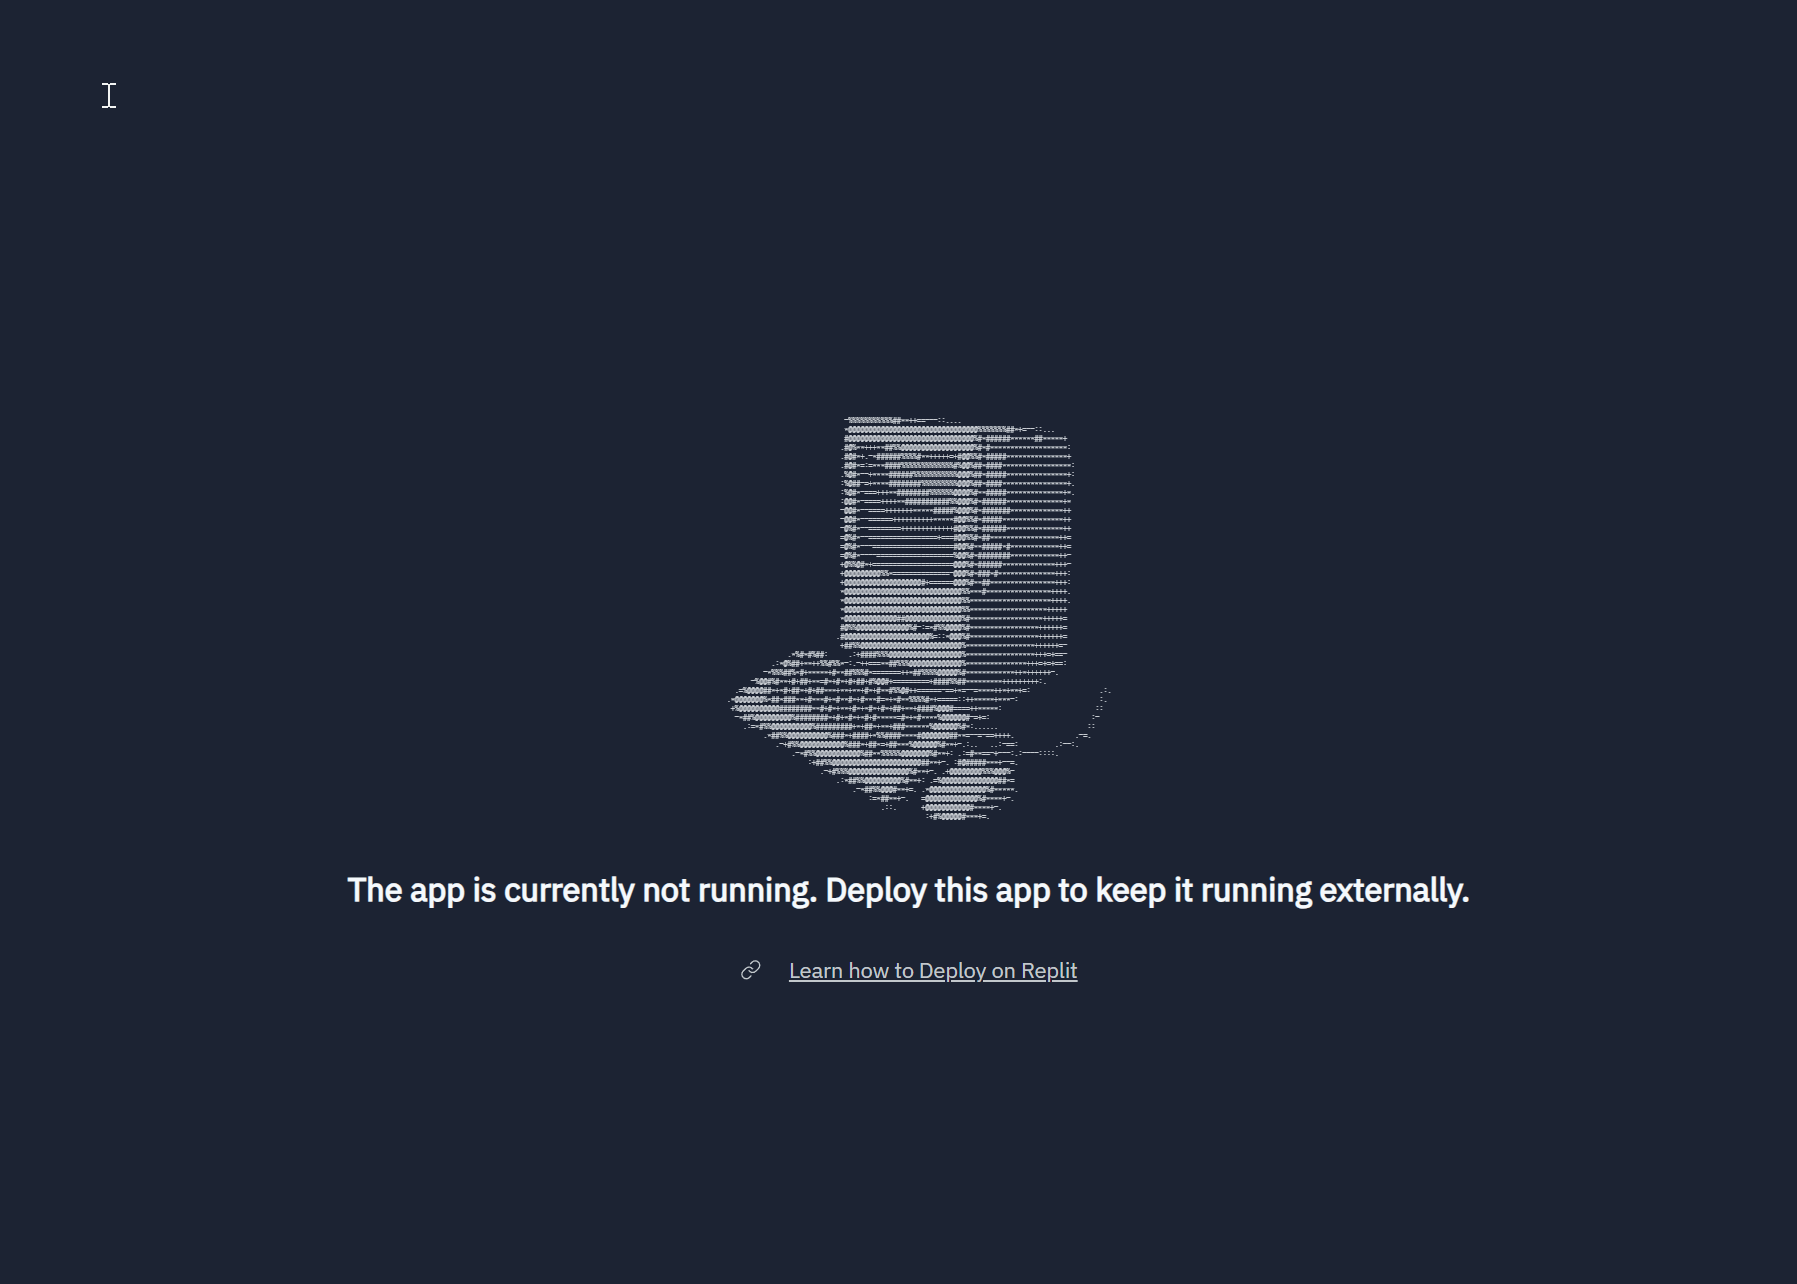 The app is currently not running. Deploy this app to keep it running externally.
Learn how to Deploy on Replit